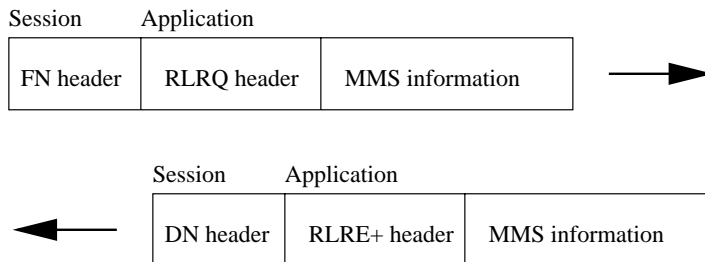 Session Application
FN header RLRQ header MMS information
Session Application
DN header RLRE+ header MMS information